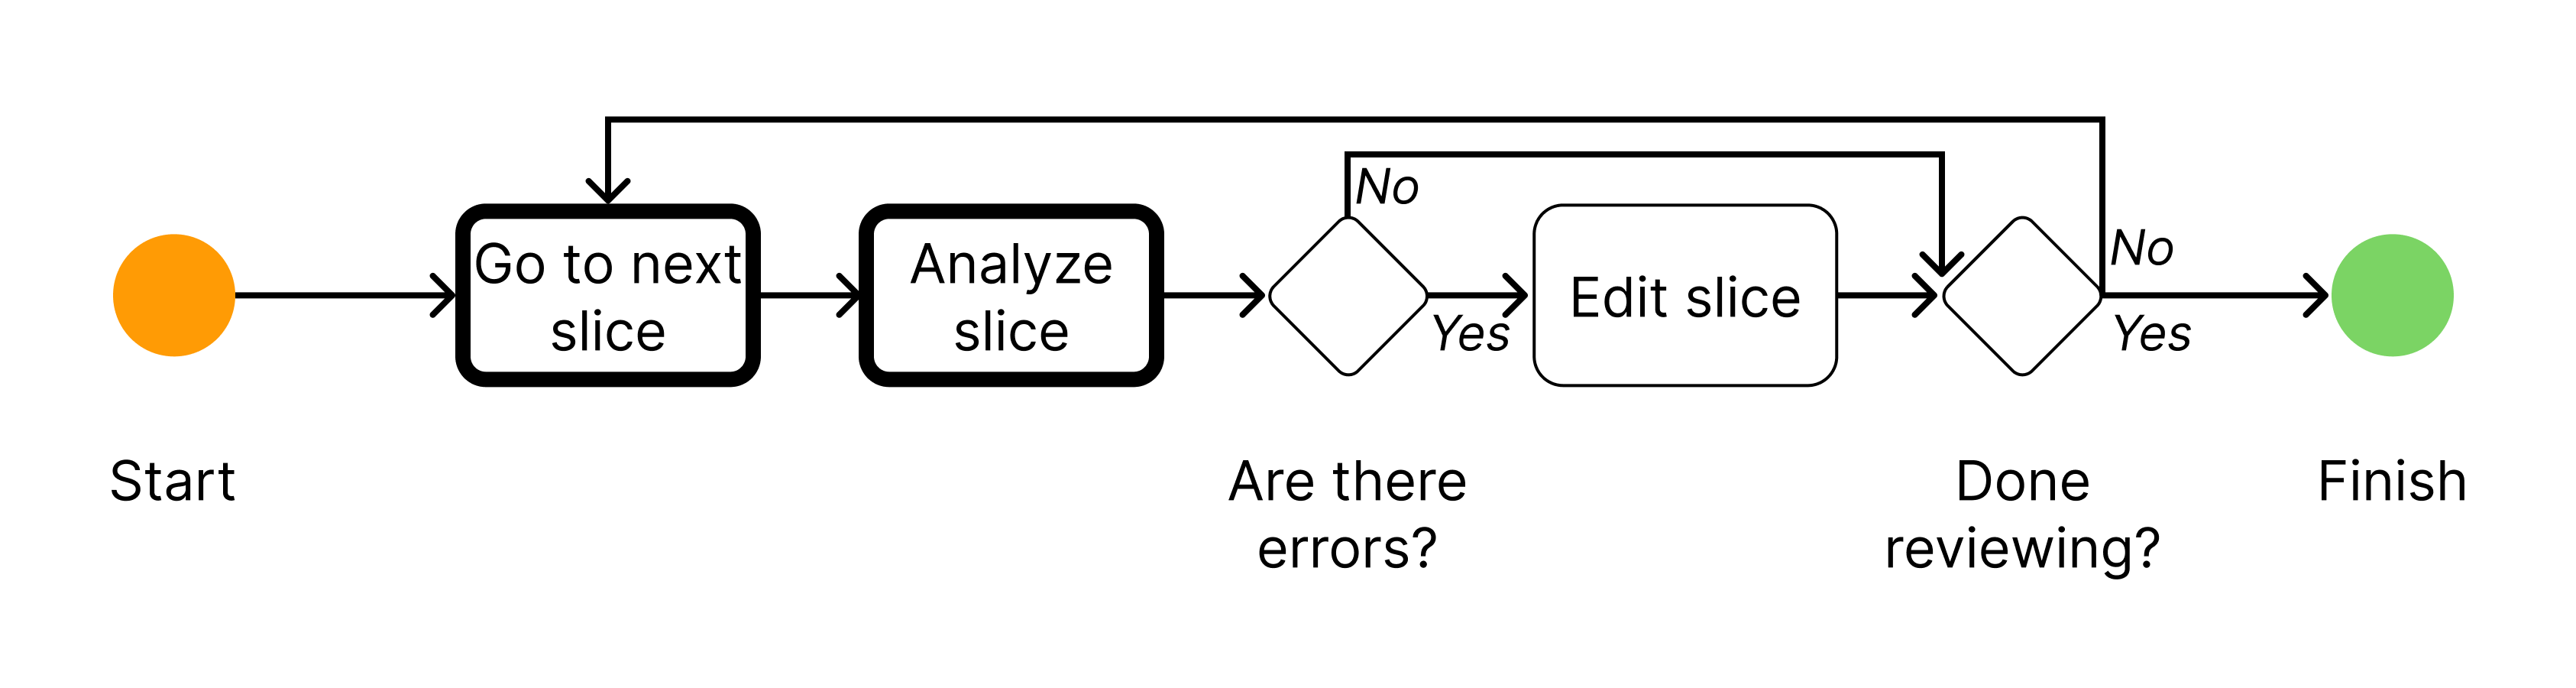 No
Go to next
slice
Analyze
slice
Yes
Edit slice
No
Yes
Start
Are there
errors?
Done
reviewing?
Finish